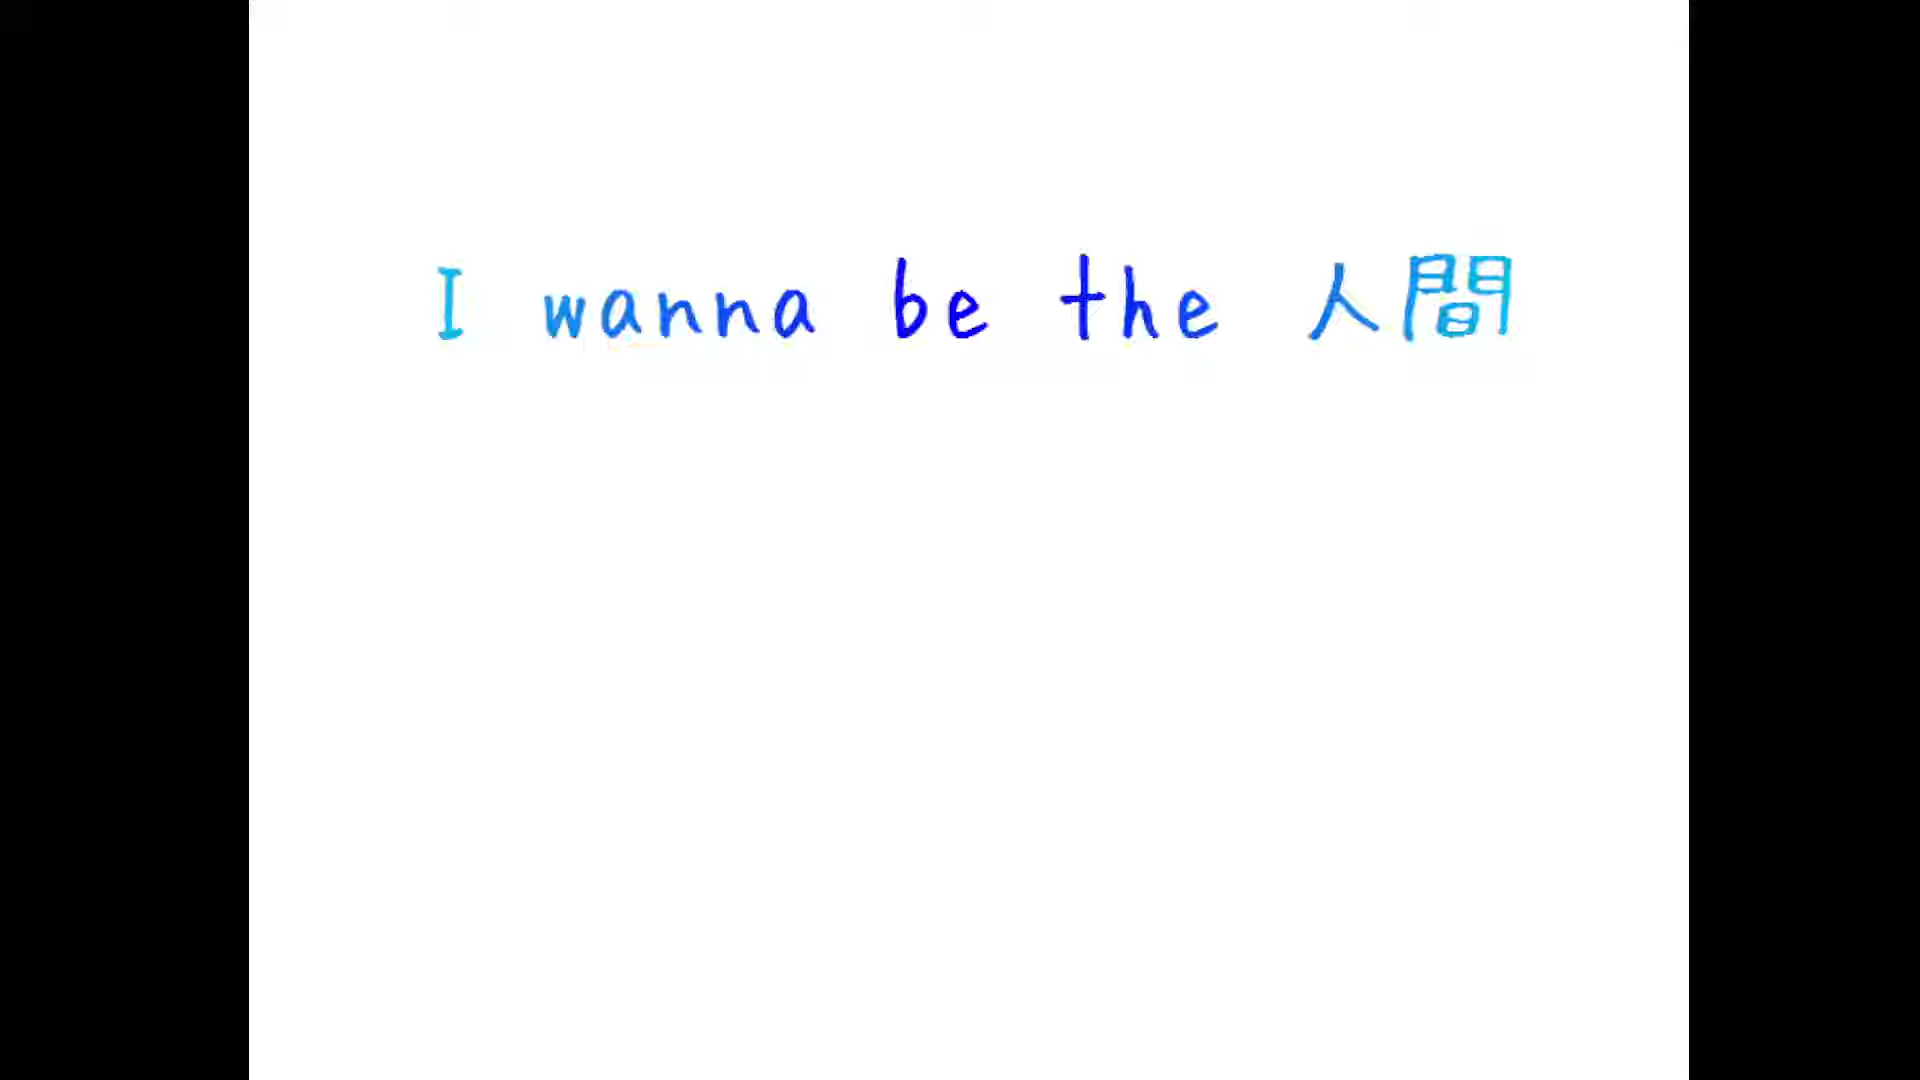 I wanna be the 人間